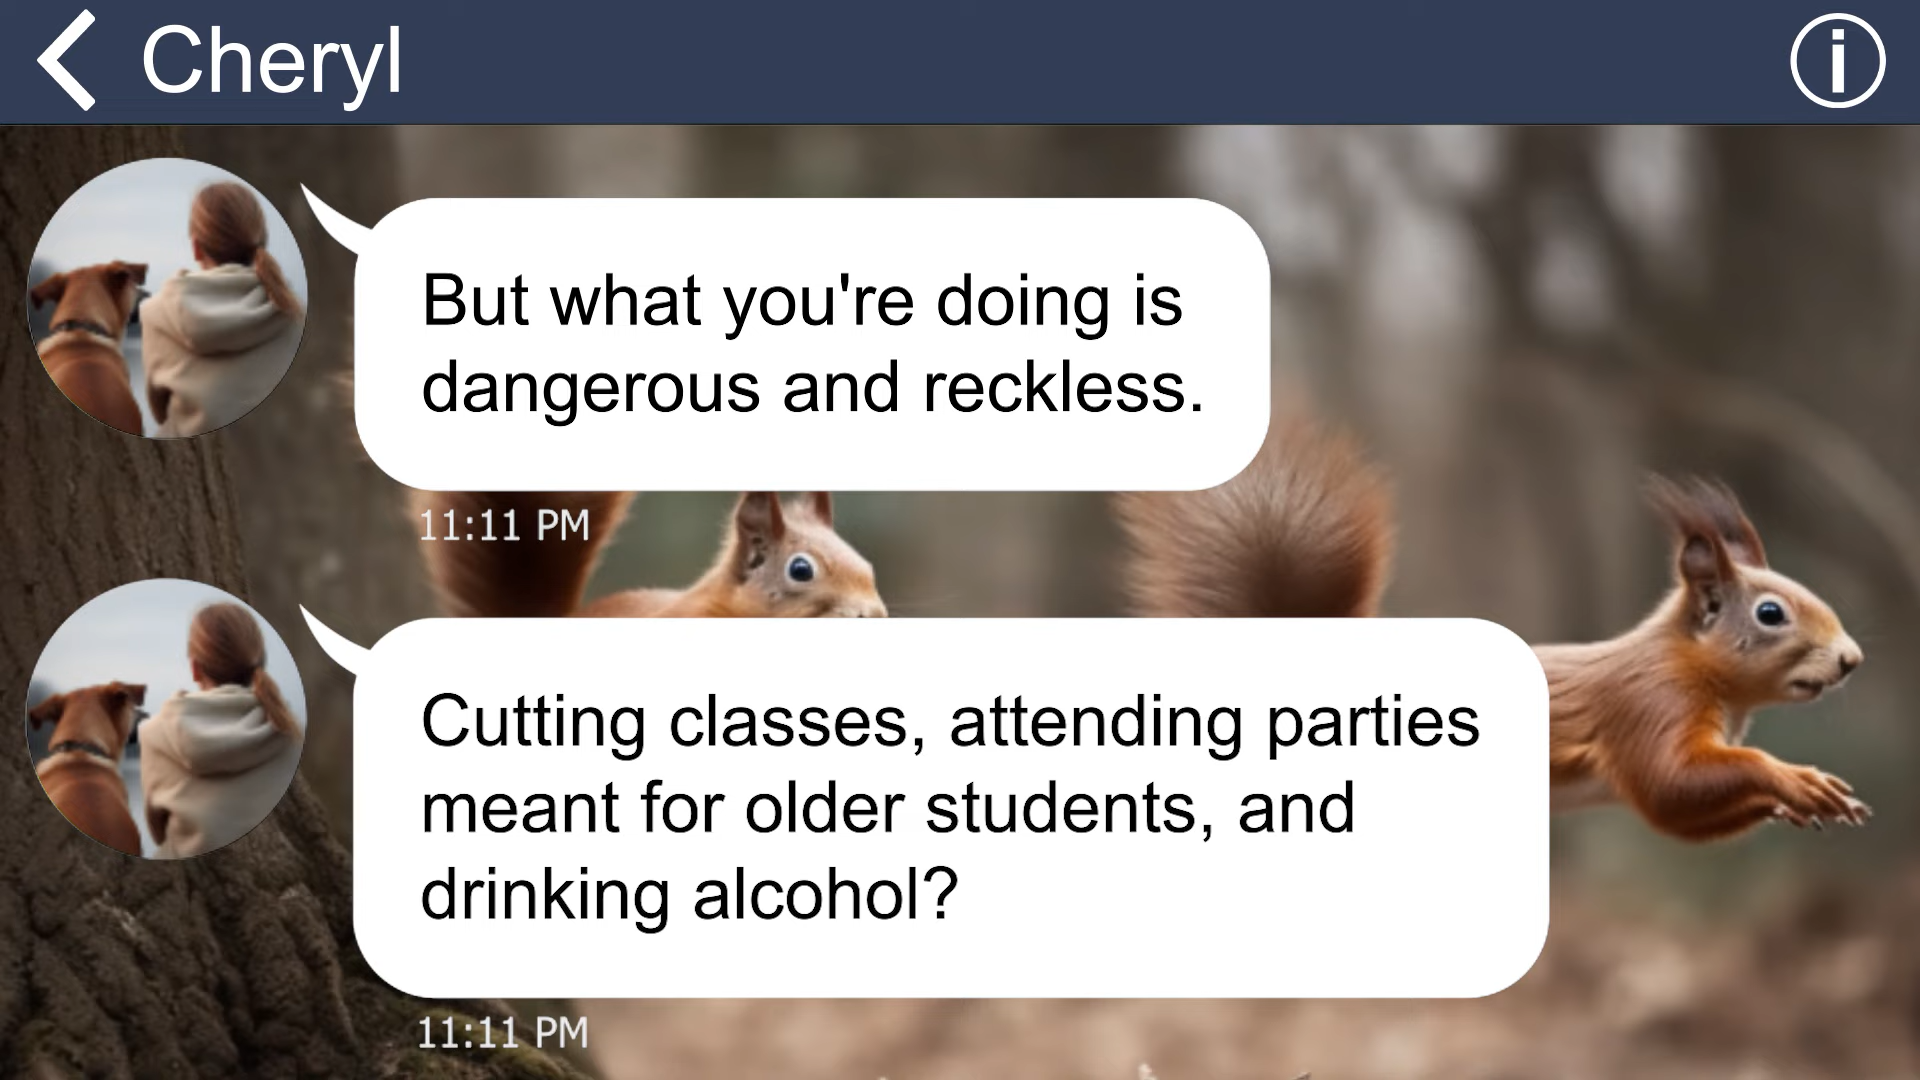 Cheryl
But what you're doing is
dangerous and reckless.
11:11 PM
Cutting classes, attending parties
meant for older students, and
drinking alcohol?
11:11 PM